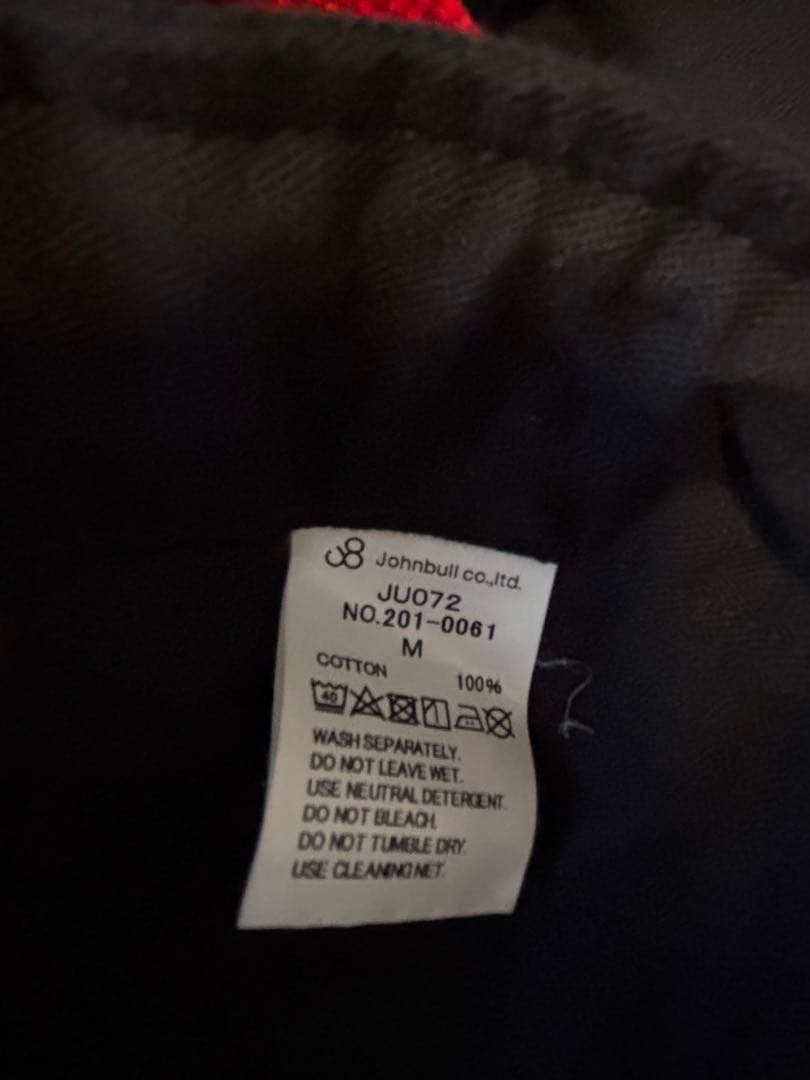 Johnbull co.,ltd.
JU072
NO.201-0061
M
COTTON 100%
40
WASH SEPARATELY.
DO NOT LEAVE WET.
USE NEUTRAL DETERGENT.
DO NOT BLEACH.
DO NOT TUMBLE DRY.
USE CLEANING NET.